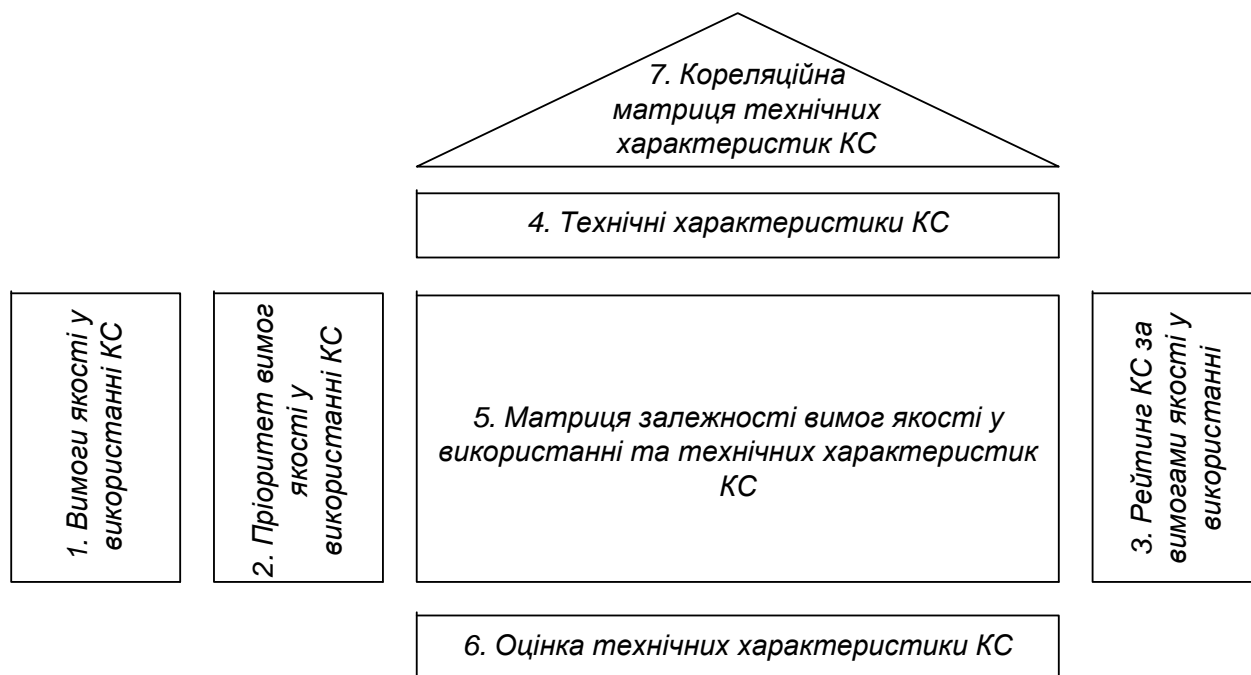 7. Кореляційна
матриця технічних
характеристик КС
4. Технічні характеристики КС
1. Вимоги якості у
використанні КС
2. Пріоритет вимог
якості у
використанні КС
5. Матриця залежності вимог якості у
використанні та технічних характеристик
КС
3. Рейтинг КС за
вимогами якості у
використанні
6. Оцінка технічних характеристики КС